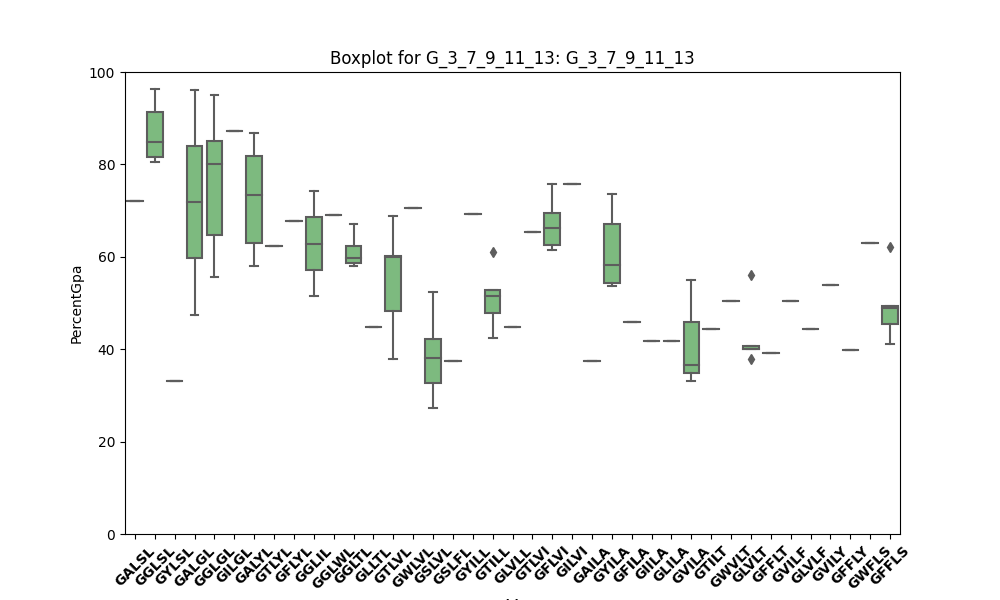 Boxplot for G_3_7_9_11_13: G_3_7_9_11_13
PercentGpa
100
80
60
40
20
0
GALSL
GGLSL
GYLSL
GALGL
GGLGL
GILGL
GALYL
GTLYL
GFLYL
GGLIL
GGLWL
GGLTL
GLLTL
GTLVL
GWLVL
GSLVL
GSLFL
GYILL
GTILL
GLVLL
GTLVI
GFLVI
GILVI
GAILA
GYILA
GFILA
GIILA
GLILA
GVILA
GTILT
GWVLT
GLVLT
GFFLT
GVILF
GLVLF
GVILY
GFFLY
GWFLS
GFFLS